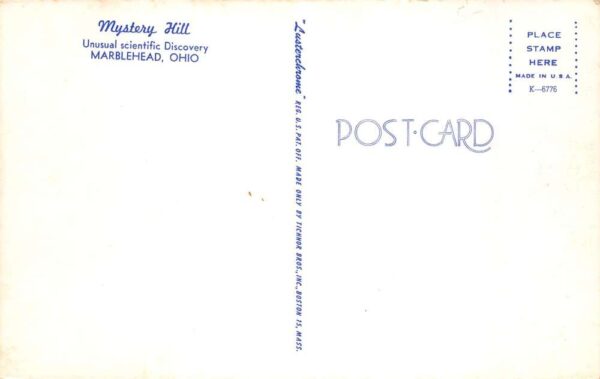 Mystery Hill
Unusual scientific Discovery
MARBLEHEAD, OHIO
"Lusterchrome" REG. U.S. PAT. OFF. MADE ONLY BY TICHNOR BROS., INC., BOSTON 15, MASS.
PLACE
STAMP
HERE
MADE IN U.S.A.
K—6776
POST-CARD